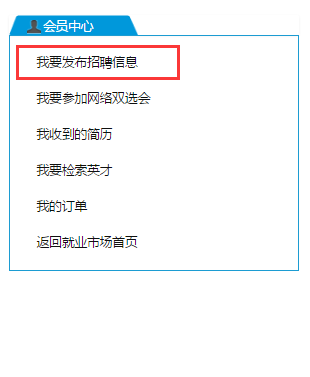 会员中心
我要发布招聘信息
我要参加网络双选会
我收到的简历
我要检索英才
我的订单
返回就业市场首页